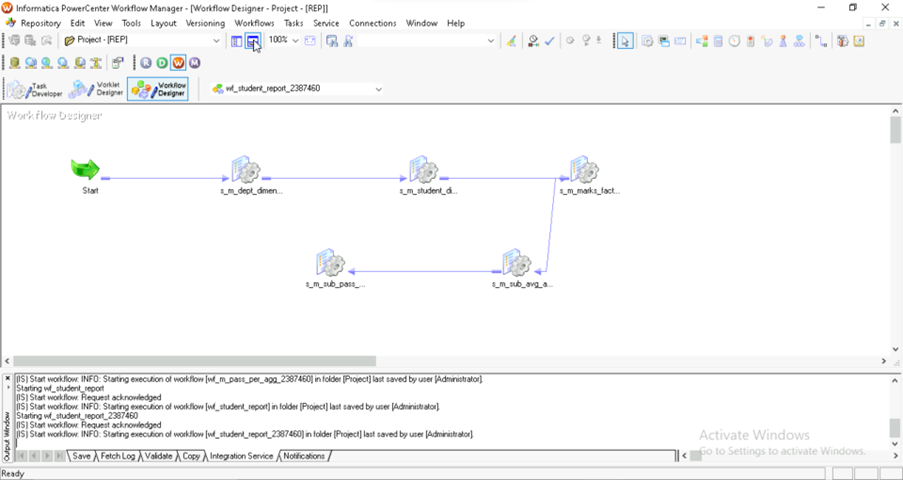 Informatica PowerCenter Workflow Manager - [Workflow Designer - Project - [REP]]
Repository Edit View Tools Layout Versioning Workflows Tasks Session Service Connections Window Help
Project - [REP] 100%
R D W M
Task Developer
Worklet Designer
Workflow Designer
wf_student_report_2387460
Workflow Designer
Start
s_m_dept_dimen...
s_m_student_di...
s_m_marks_fact...
s_m_sub_pass_...
s_m_sub_avg_a...
(IS) Start workflow: INFO: Starting execution of workflow [wf_m_pass_per_agg_2387460] in folder [Project] last saved by user [Administrator].
Starting wf_student_report
(IS) Start workflow: Request acknowledged
(IS) Start workflow: INFO: Starting execution of workflow [wf_student_report] in folder [Project] last saved by user [Administrator].
Starting wf_student_report_2387460
(IS) Start workflow: Request acknowledged
(IS) Start workflow: INFO: Starting execution of workflow [wf_student_report_2387460] in folder [Project] last saved by user [Administrator].
Output Window
Save Fetch Log Validate Copy Integration Service Notifications
Activate Windows
Go to Settings to activate Windows.
Ready